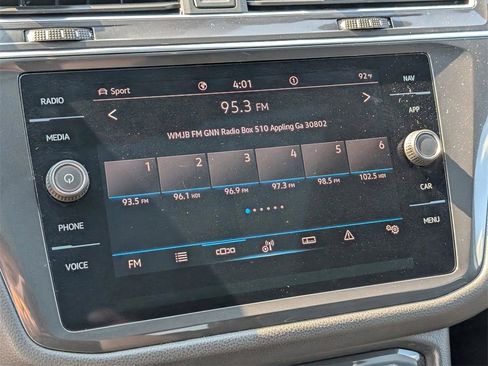 RADIO
MEDIA
PHONE
VOICE
Sport 4:01 92°F
95.3 FM
WMJB FM GNN Radio Box 510 Appling Ga 30802
1 2 3 4 5 6
93.5 FM 96.1 HD1 96.9 FM 97.3 FM 98.5 FM 102.5 HD1
FM
NAV
APP
CAR
MENU